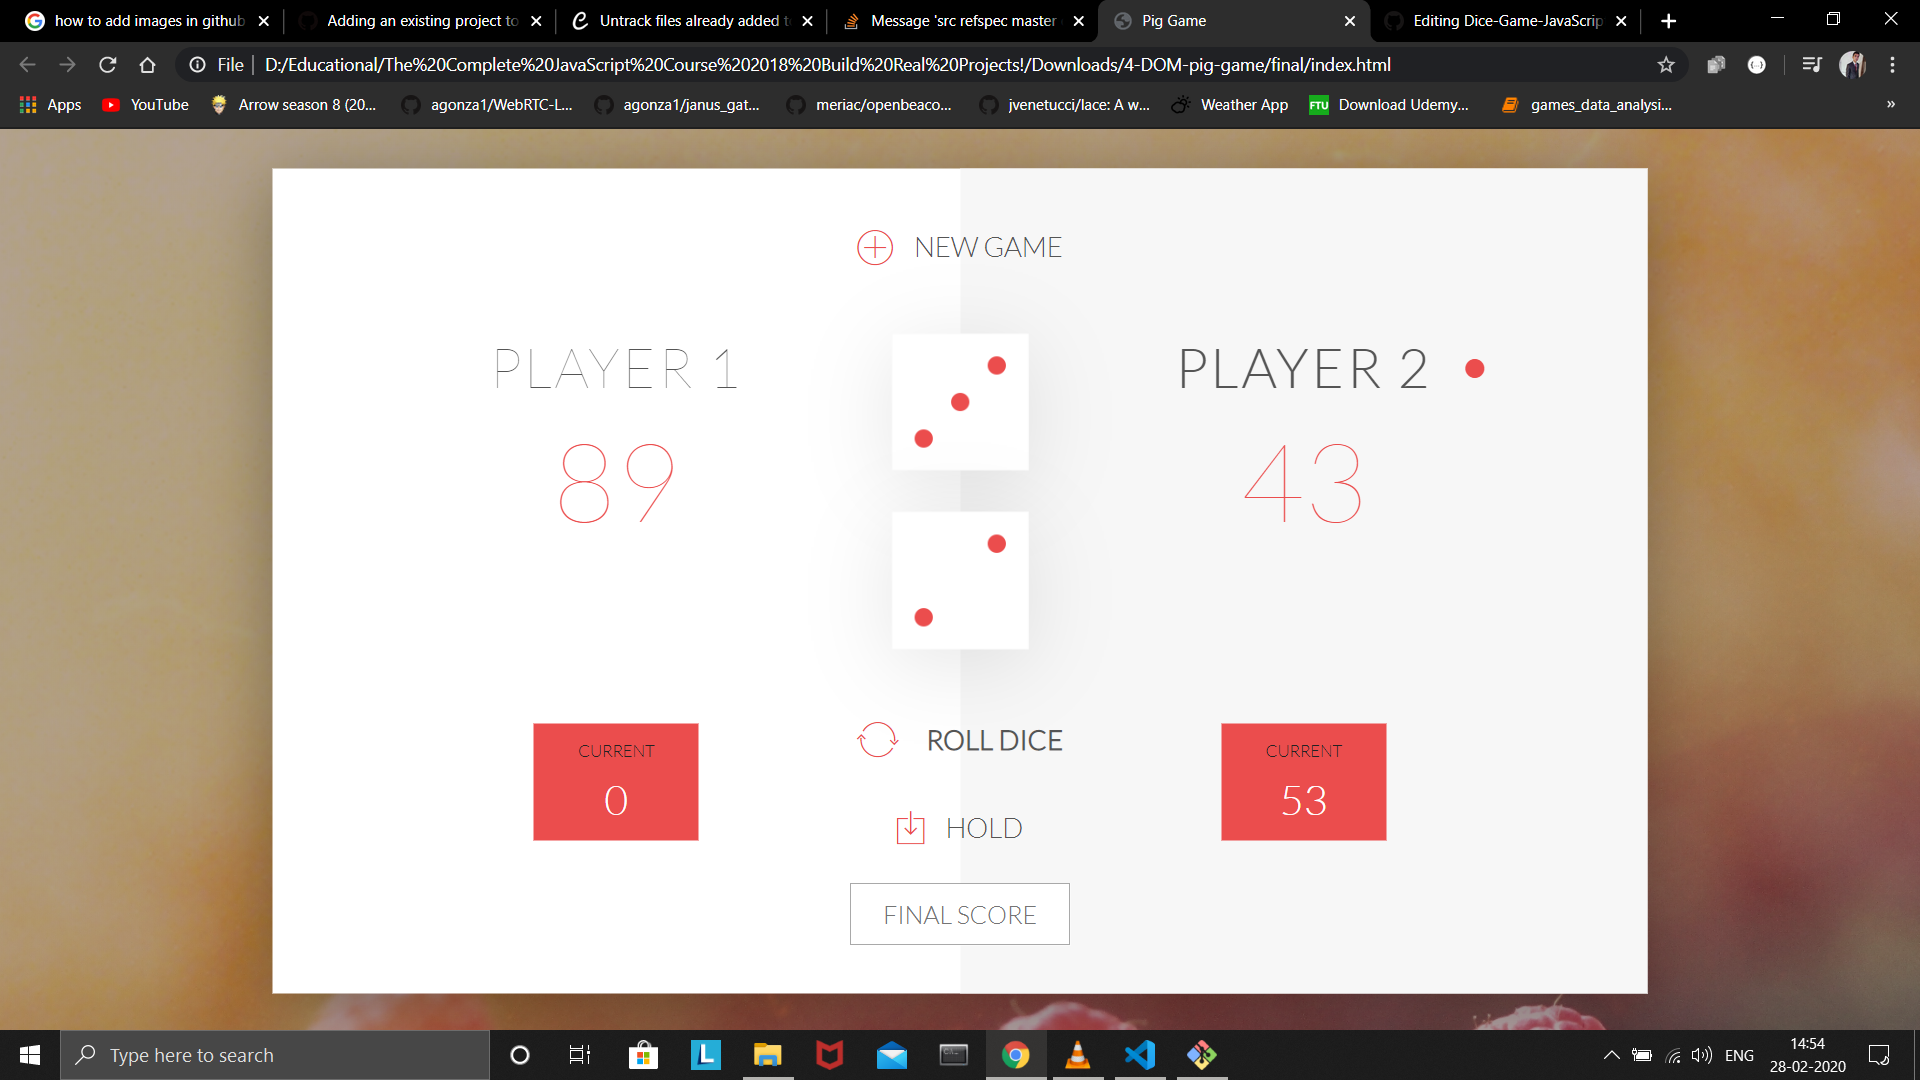 how to add images in github
Adding an existing project to
Untrack files already added t
Message 'src refspec master
Pig Game
Editing Dice-Game-JavaScrip
File
D:/Educational/The%20Complete%20JavaScript%20Course%202018%20Build%20Real%20Projects!/Downloads/4-DOM-pig-game/final/index.html
Apps
YouTube
Arrow season 8 (20...
agonza1/WebRTC-L...
agonza1/janus_gat...
meriac/openbeaco...
jvenetucci/lace: A w...
Weather App
FTU
Download Udemy...
games_data_analysi...
»
NEW GAME
PLAYER 1
PLAYER 2
89
43
ROLL DICE
CURRENT
0
CURRENT
53
HOLD
FINAL SCORE
Type here to search
L
ENG
14:54
28-02-2020